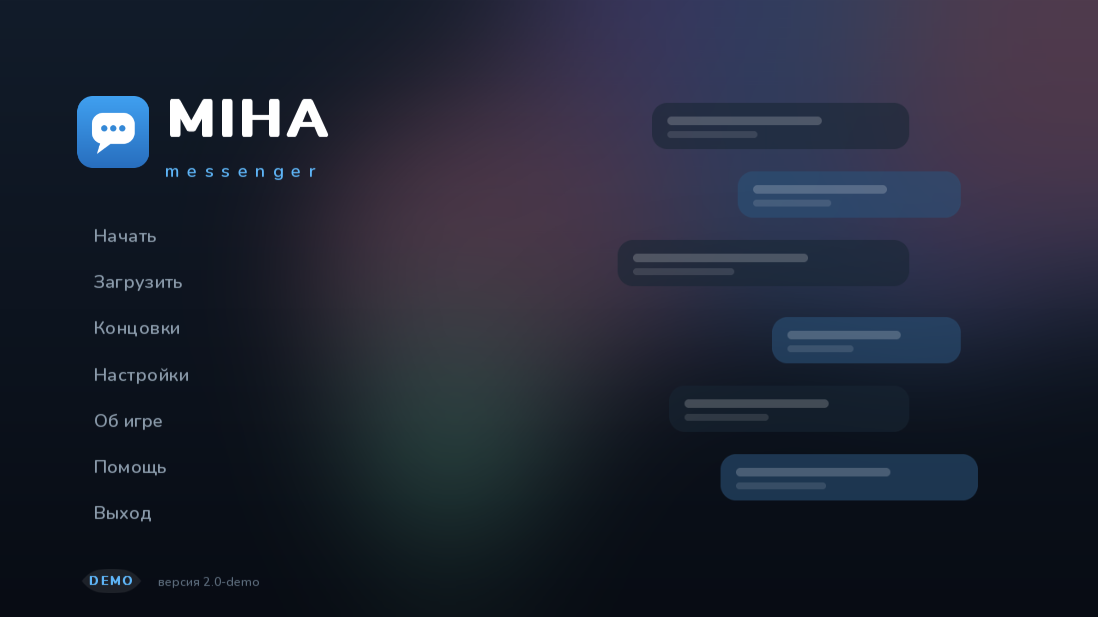 MIHA
messenger
Начать
Загрузить
Концовки
Настройки
Об игре
Помощь
Выход
DEMO
версия 2.0-demo